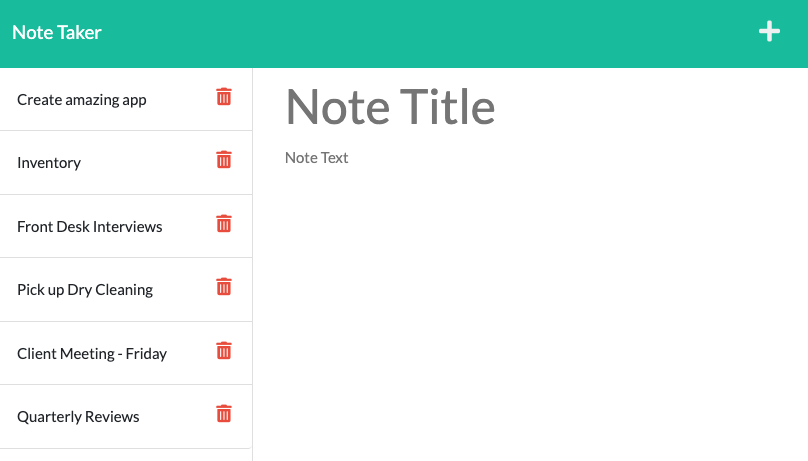 Note Taker
Create amazing app
Inventory
Front Desk Interviews
Pick up Dry Cleaning
Client Meeting - Friday
Quarterly Reviews
Note Title
Note Text